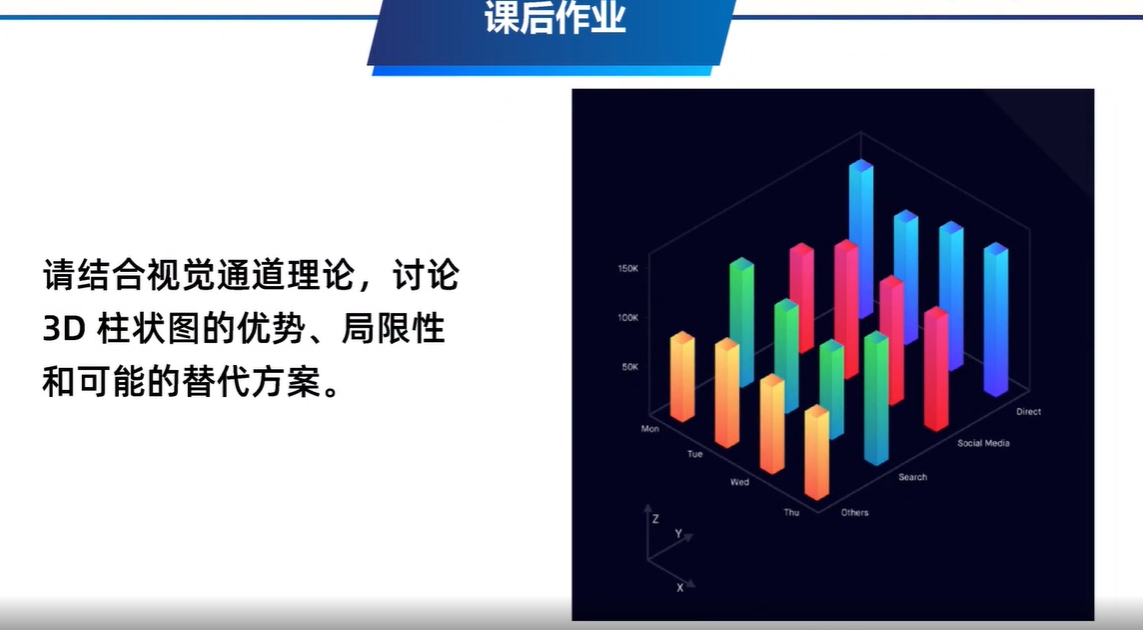 课后作业
请结合视觉通道理论，讨论
3D 柱状图的优势、局限性
和可能的替代方案。
150K
100K
50K
Mon
Tue
Wed
Thu
Others
Search
Social Media
Direct
Z
Y
X